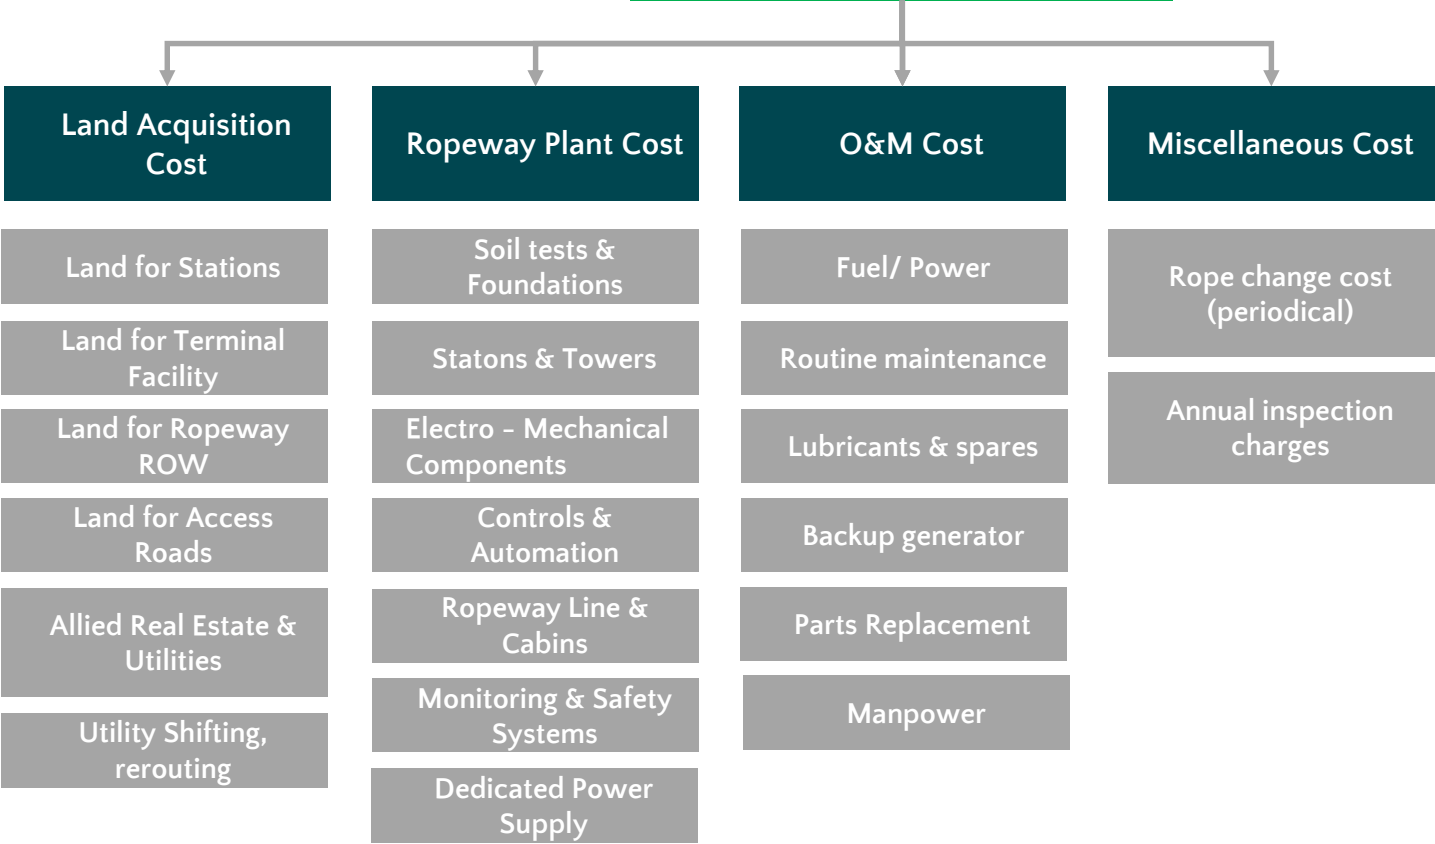 Land Acquisition
Cost
Ropeway Plant Cost
O&M Cost
Miscellaneous Cost
Land for Stations
Land for Terminal
Facility
Land for Ropeway
ROW
Land for Access
Roads
Allied Real Estate &
Utilities
Utility Shifting,
rerouting
Soil tests &
Foundations
Statons & Towers
Electro - Mechanical
Components
Controls &
Automation
Ropeway Line &
Cabins
Monitoring & Safety
Systems
Dedicated Power
Supply
Fuel/ Power
Routine maintenance
Lubricants & spares
Backup generator
Parts Replacement
Manpower
Rope change cost
(periodical)
Annual inspection
charges